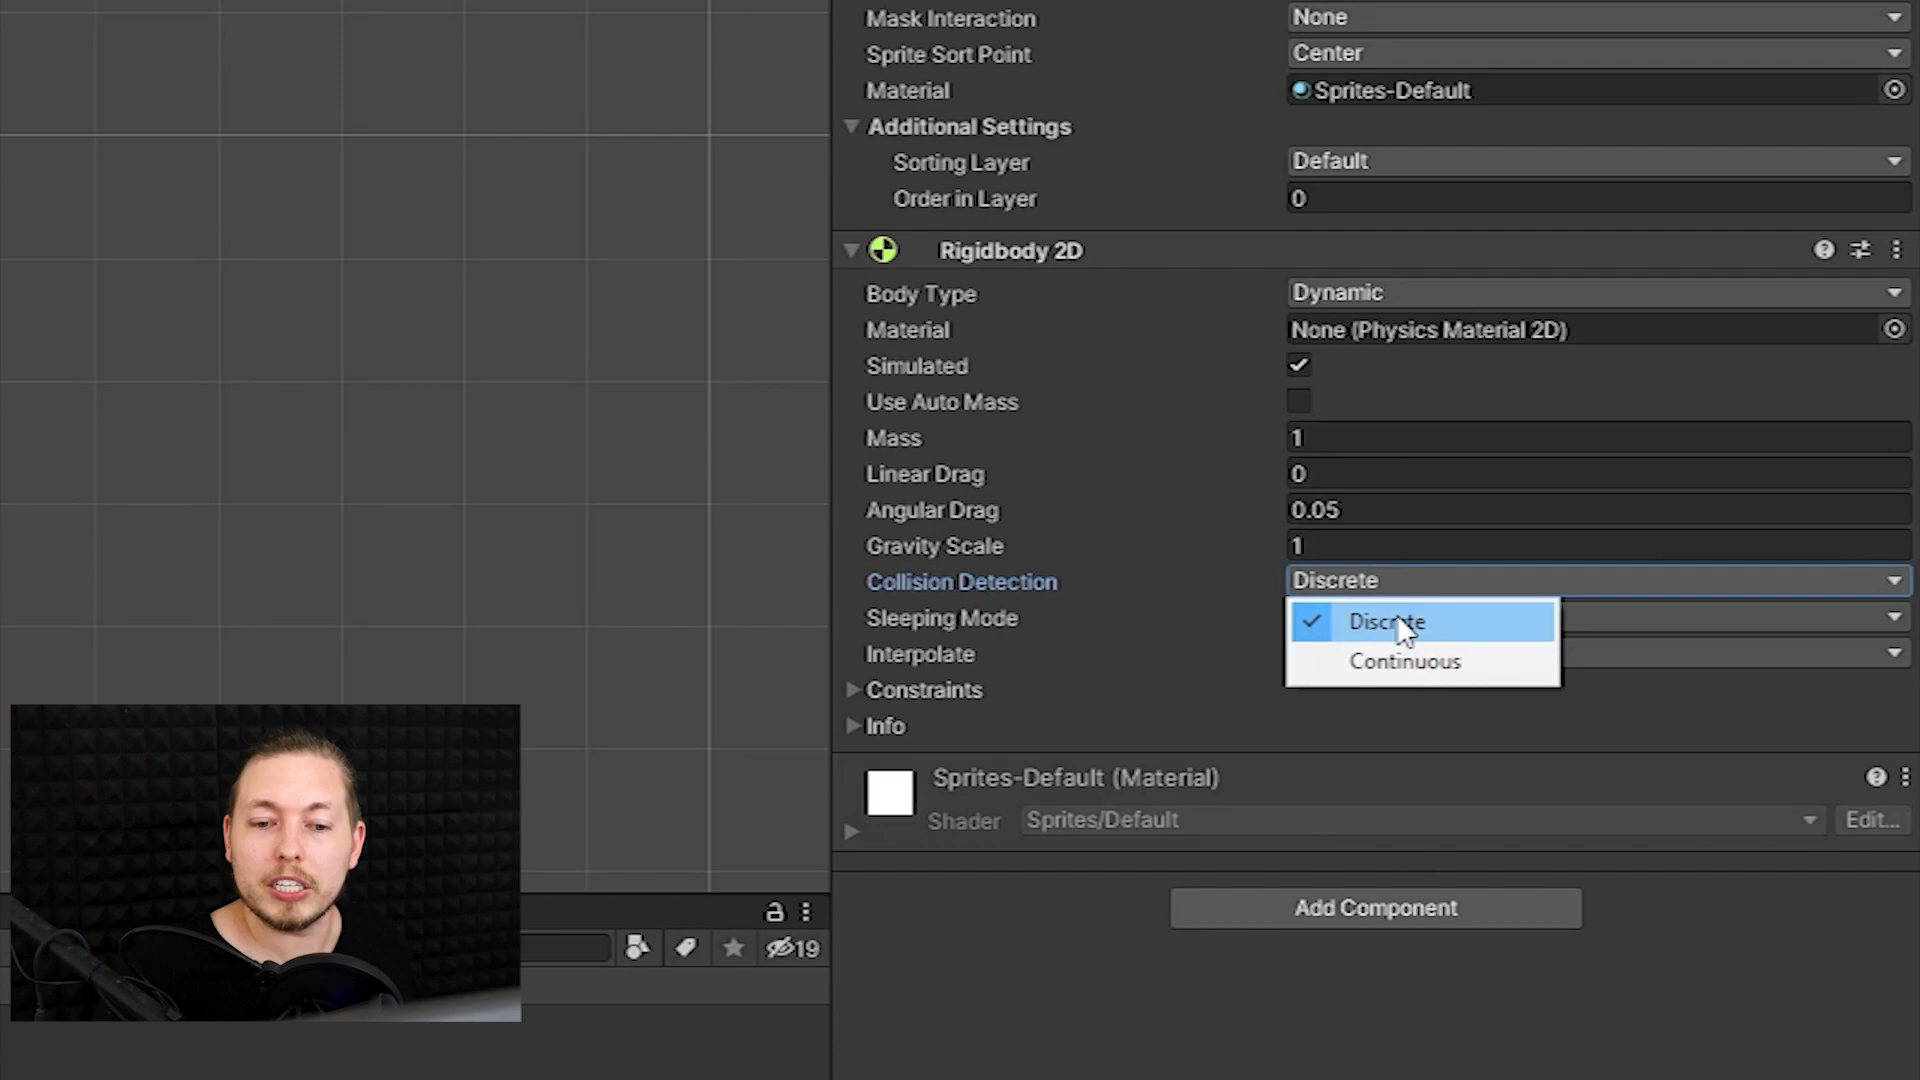 Mask Interaction None
Sprite Sort Point Center
Material Sprites-Default
Additional Settings
Sorting Layer Default
Order in Layer 0
Rigidbody 2D
Body Type Dynamic
Material None (Physics Material 2D)
Simulated
Use Auto Mass
Mass 1
Linear Drag 0
Angular Drag 0.05
Gravity Scale 1
Collision Detection Discrete
Sleeping Mode Discrete
Interpolate Continuous
Constraints
Info
Sprites-Default (Material)
Shader Sprites/Default Edit...
Add Component
19